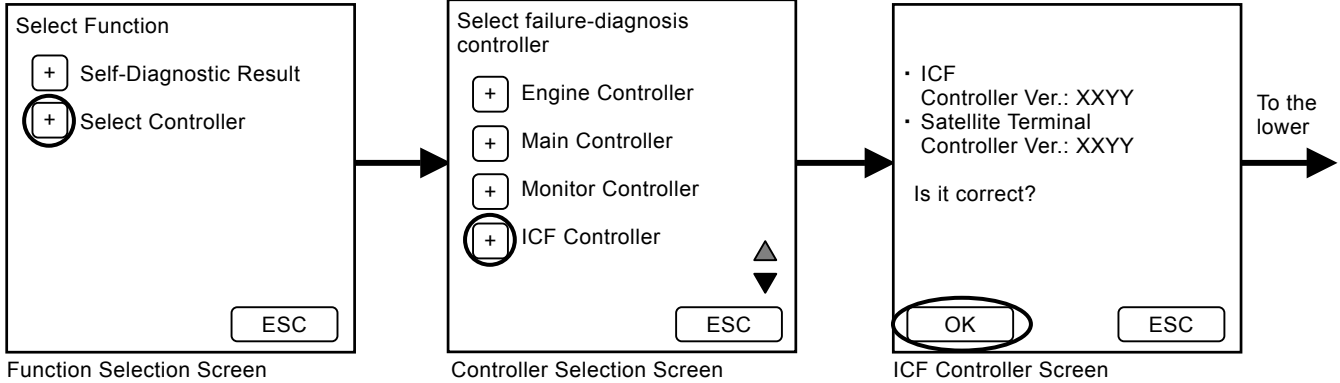 Select Function
+ Self-Diagnostic Result
+ Select Controller
ESC
Function Selection Screen
Select failure-diagnosis
controller
+ Engine Controller
+ Main Controller
+ Monitor Controller
+ ICF Controller
ESC
Controller Selection Screen
・ICF
Controller Ver.: XXYY
・Satellite Terminal
Controller Ver.: XXYY
Is it correct?
OK ESC
ICF Controller Screen
To the
lower